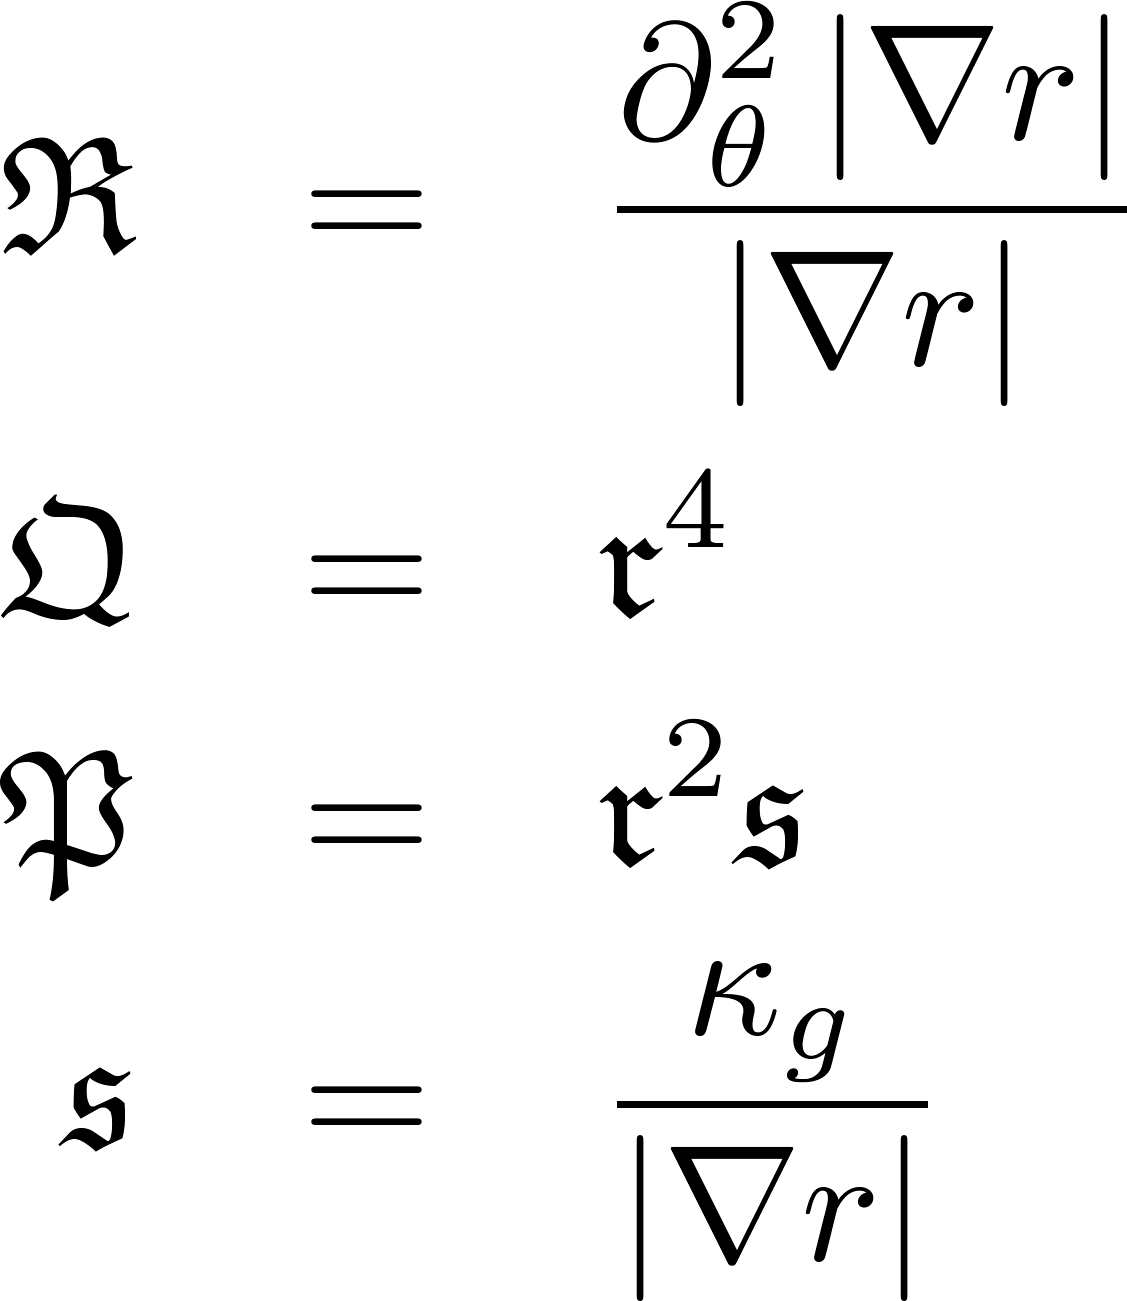 ℜ = ∂²_θ |∇r| / |∇r|
𝔔 = 𝔯⁴
𝔓 = 𝔯²𝔰
𝔰 = κ_g / |∇r|